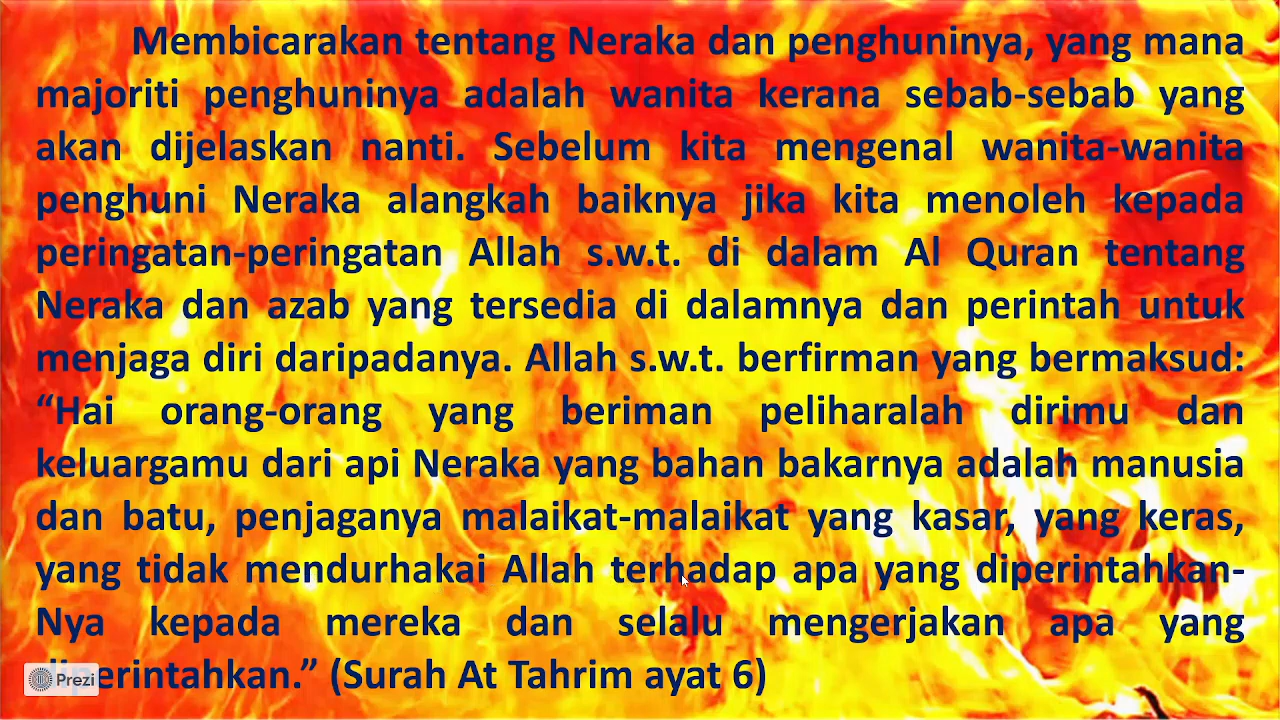 Membicarakan tentang Neraka dan penghuninya, yang mana
majoriti penghuninya adalah wanita kerana sebab-sebab yang
akan dijelaskan nanti. Sebelum kita mengenal wanita-wanita
penghuni Neraka alangkah baiknya jika kita menoleh kepada
peringatan-peringatan Allah s.w.t. di dalam Al Quran tentang
Neraka dan azab yang tersedia di dalamnya dan perintah untuk
menjaga diri daripadanya. Allah s.w.t. berfirman yang bermaksud:
“Hai orang-orang yang beriman peliharalah dirimu dan
keluargamu dari api Neraka yang bahan bakarnya adalah manusia
dan batu, penjaganya malaikat-malaikat yang kasar, yang keras,
yang tidak mendurhakai Allah terhadap apa yang diperintahkan-
Nya kepada mereka dan selalu mengerjakan apa yang
diperintahkan.” (Surah At Tahrim ayat 6)
Prezi